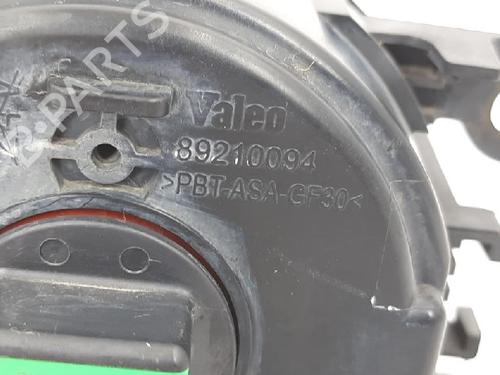 B-PARTS
Valeo
89210094
>PBT-ASA-GF30<